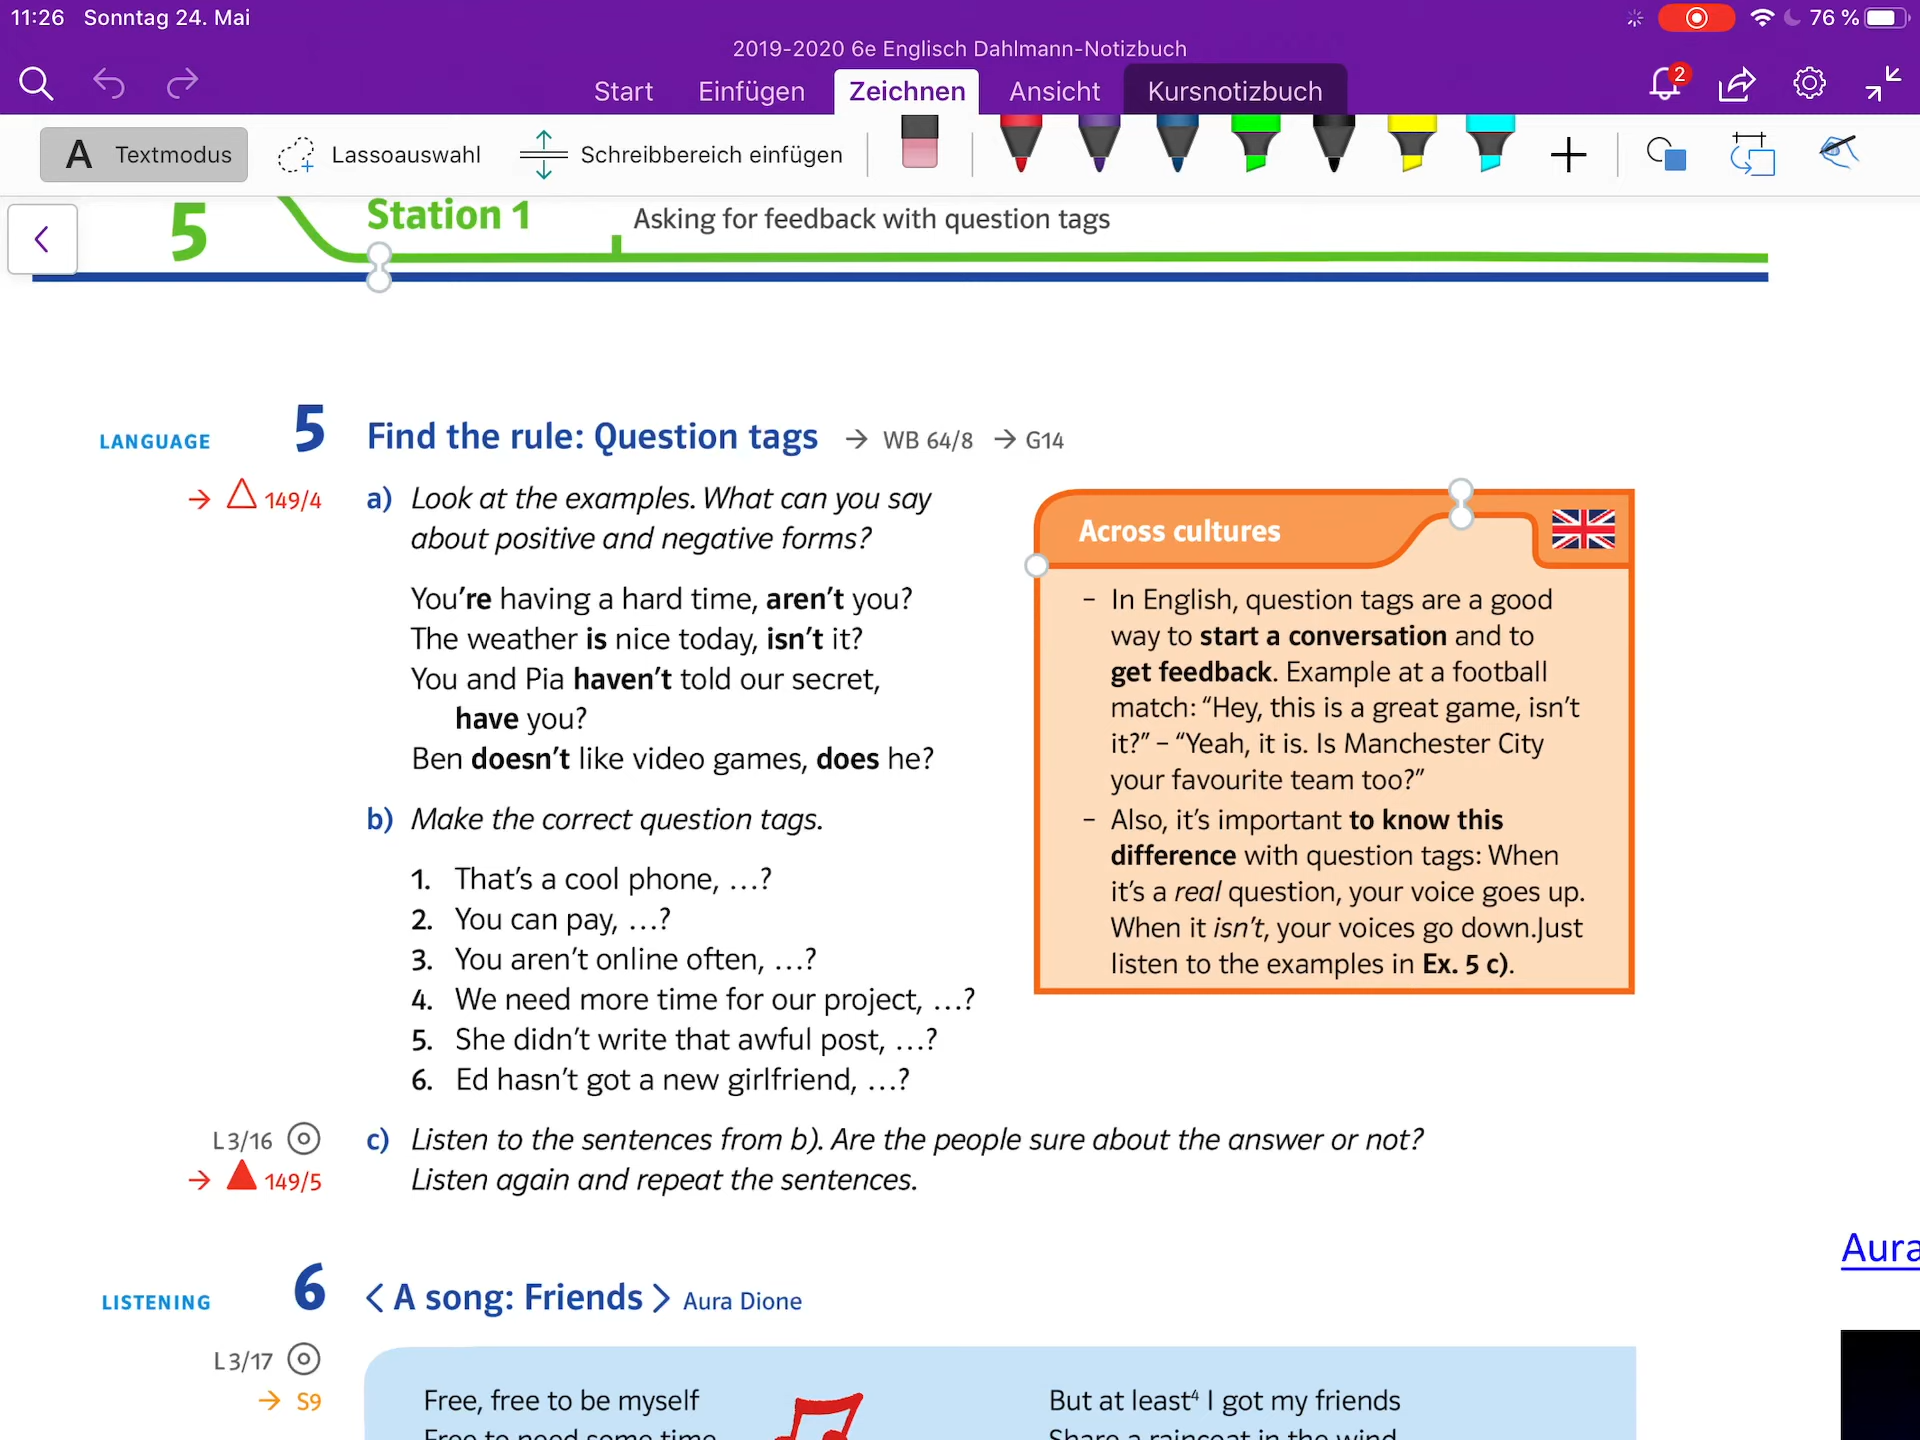 11:26 Sonntag 24. Mai
76 %
2019-2020 6e Englisch Dahlmann-Notizbuch
Start Einfügen Zeichnen Ansicht Kursnotizbuch
2
A Textmodus Lassoauswahl Schreibbereich einfügen
5 Station 1 Asking for feedback with question tags
LANGUAGE 5 Find the rule: Question tags → WB 64/8 → G14
→ 149/4 a) Look at the examples. What can you say
about positive and negative forms?
You're having a hard time, aren't you?
The weather is nice today, isn't it?
You and Pia haven't told our secret,
have you?
Ben doesn't like video games, does he?
b) Make the correct question tags.
1. That's a cool phone, …?
2. You can pay, …?
3. You aren't online often, …?
4. We need more time for our project, …?
5. She didn't write that awful post, …?
6. Ed hasn't got a new girlfriend, …?
Across cultures
– In English, question tags are a good
way to start a conversation and to
get feedback. Example at a football
match: “Hey, this is a great game, isn't
it?” – “Yeah, it is. Is Manchester City
your favourite team too?”
– Also, it's important to know this
difference with question tags: When
it's a real question, your voice goes up.
When it isn't, your voices go down.Just
listen to the examples in Ex. 5 c).
L 3/16 c) Listen to the sentences from b). Are the people sure about the answer or not?
→ 149/5 Listen again and repeat the sentences.
Aura
LISTENING 6 < A song: Friends > Aura Dione
L 3/17
→ S9
Free, free to be myself
Free to need some time
But at least⁴ I got my friends
Share a raincoat in the wind